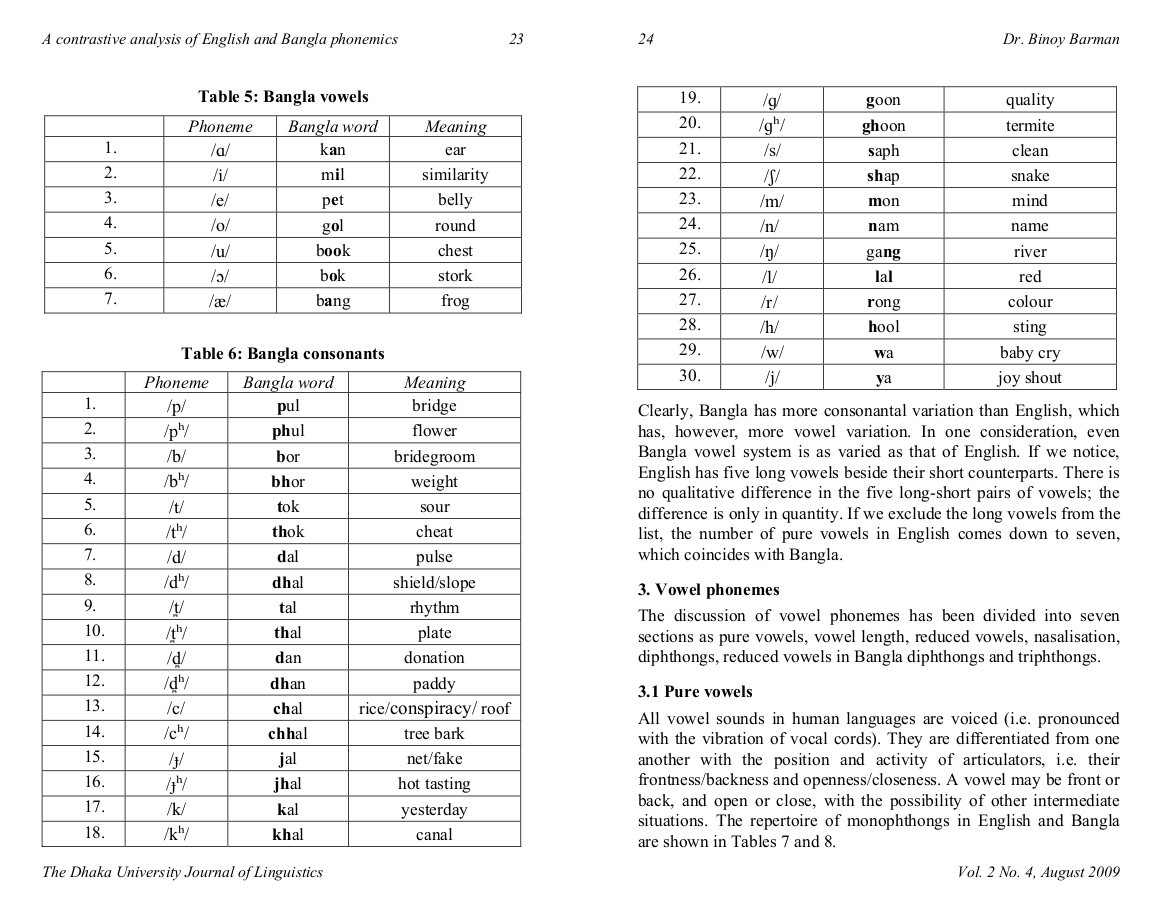 A contrastive analysis of English and Bangla phonemics 23
Table 5: Bangla vowels
Phoneme Bangla word Meaning
1. /ɑ/ kan ear
2. /i/ mil similarity
3. /e/ pet belly
4. /o/ gol round
5. /u/ book chest
6. /ɔ/ bok stork
7. /æ/ bang frog
Table 6: Bangla consonants
Phoneme Bangla word Meaning
1. /p/ pul bridge
2. /pʰ/ phul flower
3. /b/ bor bridegroom
4. /bʰ/ bhor weight
5. /t/ tok sour
6. /tʰ/ thok cheat
7. /d/ dal pulse
8. /dʰ/ dhal shield/slope
9. /t̪/ tal rhythm
10. /t̪ʰ/ thal plate
11. /d̪/ dan donation
12. /d̪ʰ/ dhan paddy
13. /c/ chal rice/conspiracy/ roof
14. /cʰ/ chhal tree bark
15. /ɟ/ jal net/fake
16. /ɟʰ/ jhal hot tasting
17. /k/ kal yesterday
18. /kʰ/ khal canal
The Dhaka University Journal of Linguistics
24 Dr. Binoy Barman
19. /ɡ/ goon quality
20. /ɡʰ/ ghoon termite
21. /s/ saph clean
22. /ʃ/ shap snake
23. /m/ mon mind
24. /n/ nam name
25. /ŋ/ gang river
26. /l/ lal red
27. /r/ rong colour
28. /h/ hool sting
29. /w/ wa baby cry
30. /j/ ya joy shout
Clearly, Bangla has more consonantal variation than English, which
has, however, more vowel variation. In one consideration, even
Bangla vowel system is as varied as that of English. If we notice,
English has five long vowels beside their short counterparts. There is
no qualitative difference in the five long-short pairs of vowels; the
difference is only in quantity. If we exclude the long vowels from the
list, the number of pure vowels in English comes down to seven,
which coincides with Bangla.
3. Vowel phonemes
The discussion of vowel phonemes has been divided into seven
sections as pure vowels, vowel length, reduced vowels, nasalisation,
diphthongs, reduced vowels in Bangla diphthongs and triphthongs.
3.1 Pure vowels
All vowel sounds in human languages are voiced (i.e. pronounced
with the vibration of vocal cords). They are differentiated from one
another with the position and activity of articulators, i.e. their
frontness/backness and openness/closeness. A vowel may be front or
back, and open or close, with the possibility of other intermediate
situations. The repertoire of monophthongs in English and Bangla
are shown in Tables 7 and 8.
Vol. 2 No. 4, August 2009